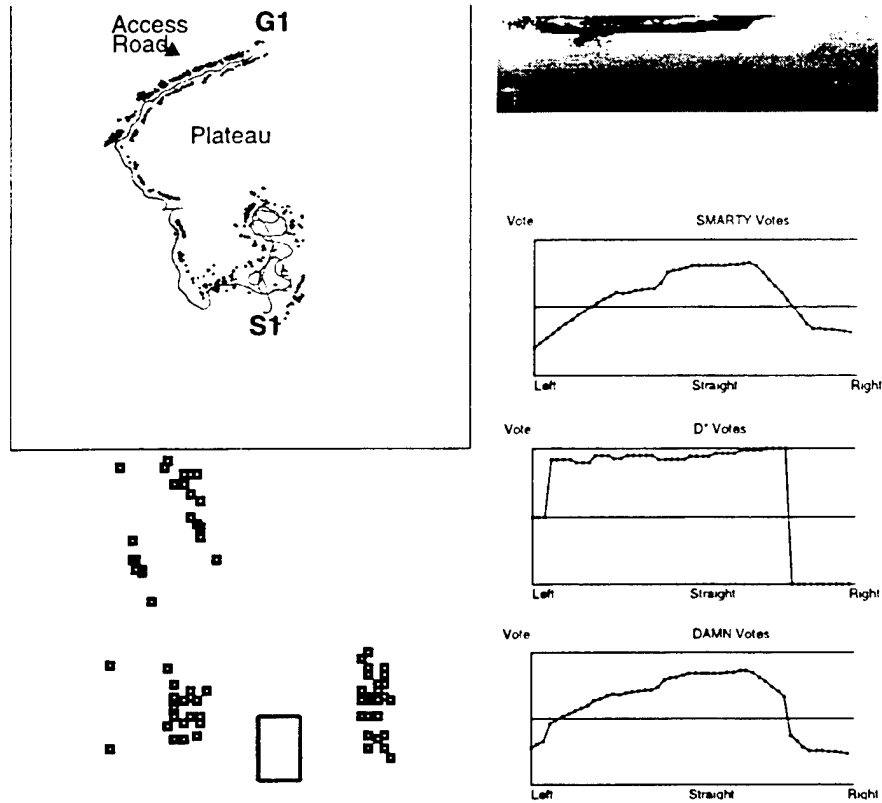 Access
Road
G1
Plateau
S1
Vote
SMARTY Votes
Left
Straight
Right
Vote
D* Votes
Left
Straight
Right
Vote
DAMN Votes
Left
Straight
Right